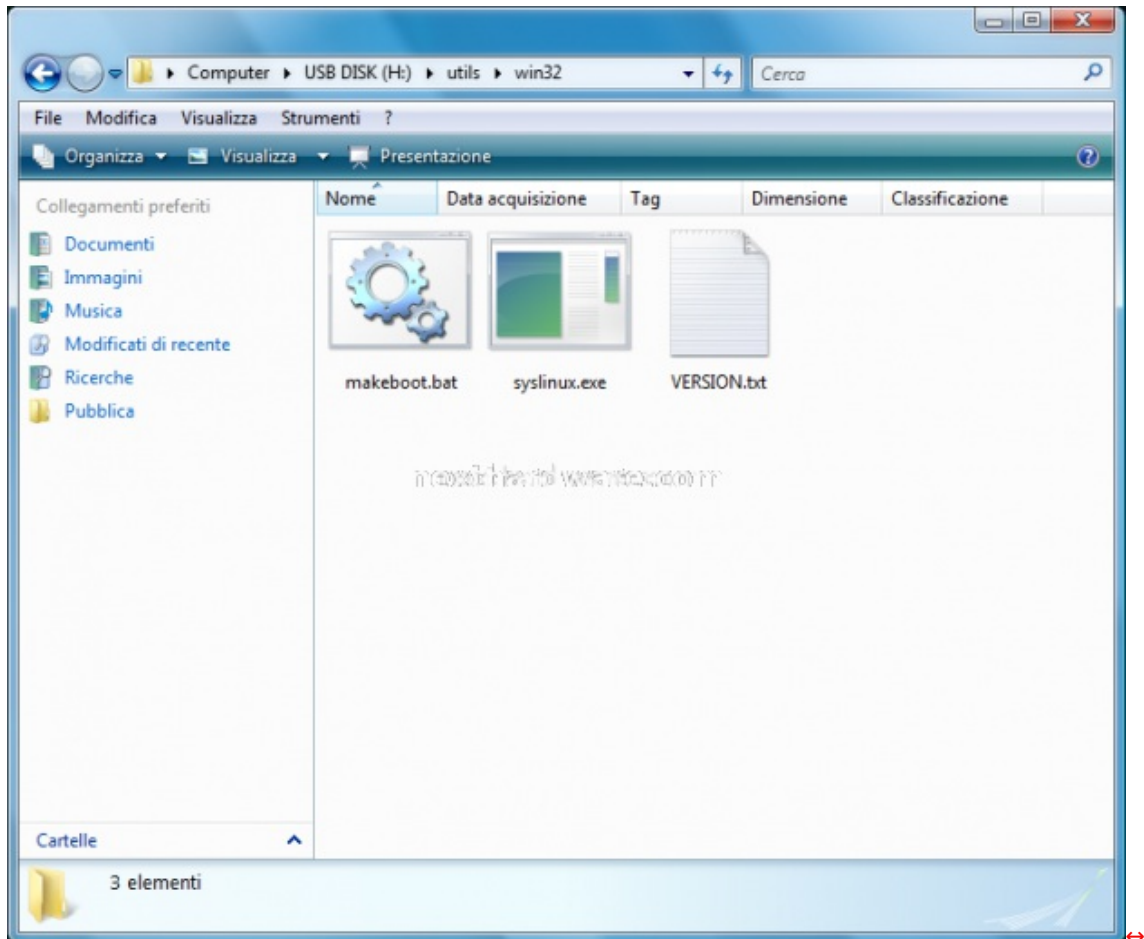 Computer USB DISK (H:) utils win32 Cerca
File Modifica Visualizza Strumenti ?
Organizza Visualizza Presentazione
Collegamenti preferiti
Documenti
Immagini
Musica
Modificati di recente
Ricerche
Pubblica
Cartelle
Nome Data acquisizione Tag Dimensione Classificazione
makeboot.bat syslinux.exe VERSION.txt
3 elementi